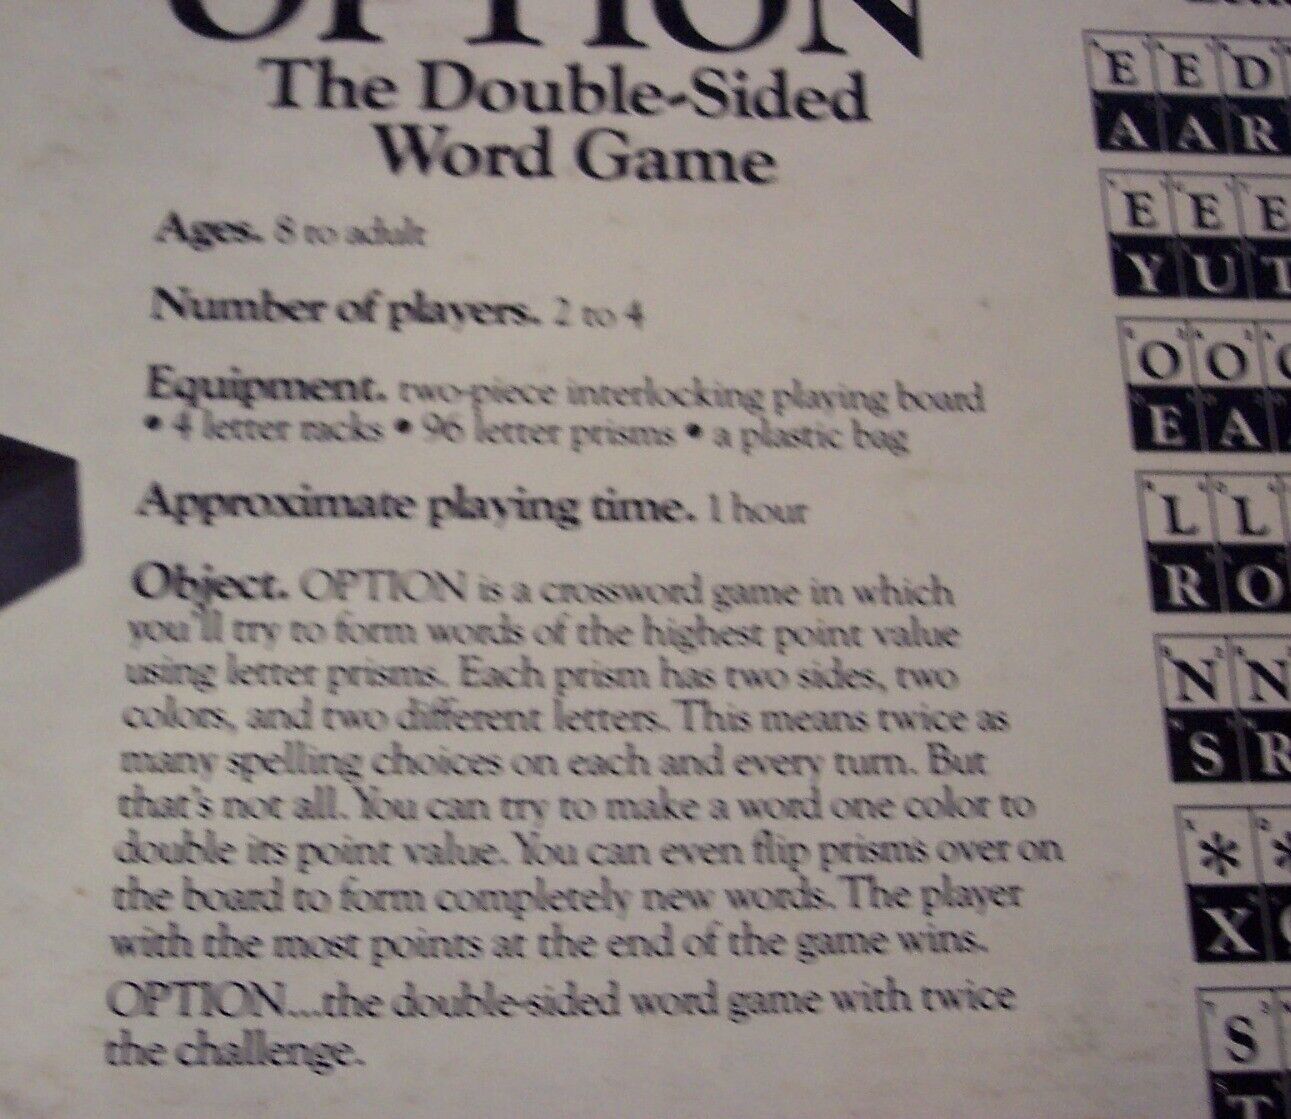 OPTION
The Double-Sided
Word Game
Ages. 8 to adult
Number of players. 2 to 4
Equipment. two-piece interlocking playing board
• 4 letter racks • 96 letter prisms • a plastic bag
Approximate playing time. 1 hour
Object. OPTION is a crossword game in which
you'll try to form words of the highest point value
using letter prisms. Each prism has two sides, two
colors, and two different letters. This means twice as
many spelling choices on each and every turn. But
that's not all. You can try to make a word one color to
double its point value. You can even flip prisms over on
the board to form completely new words. The player
with the most points at the end of the game wins.
OPTION...the double-sided word game with twice
the challenge.
E E D
A A R
E E E
Y U T
O O
E A
L L
R O
N N
S R
* *
X
S
T